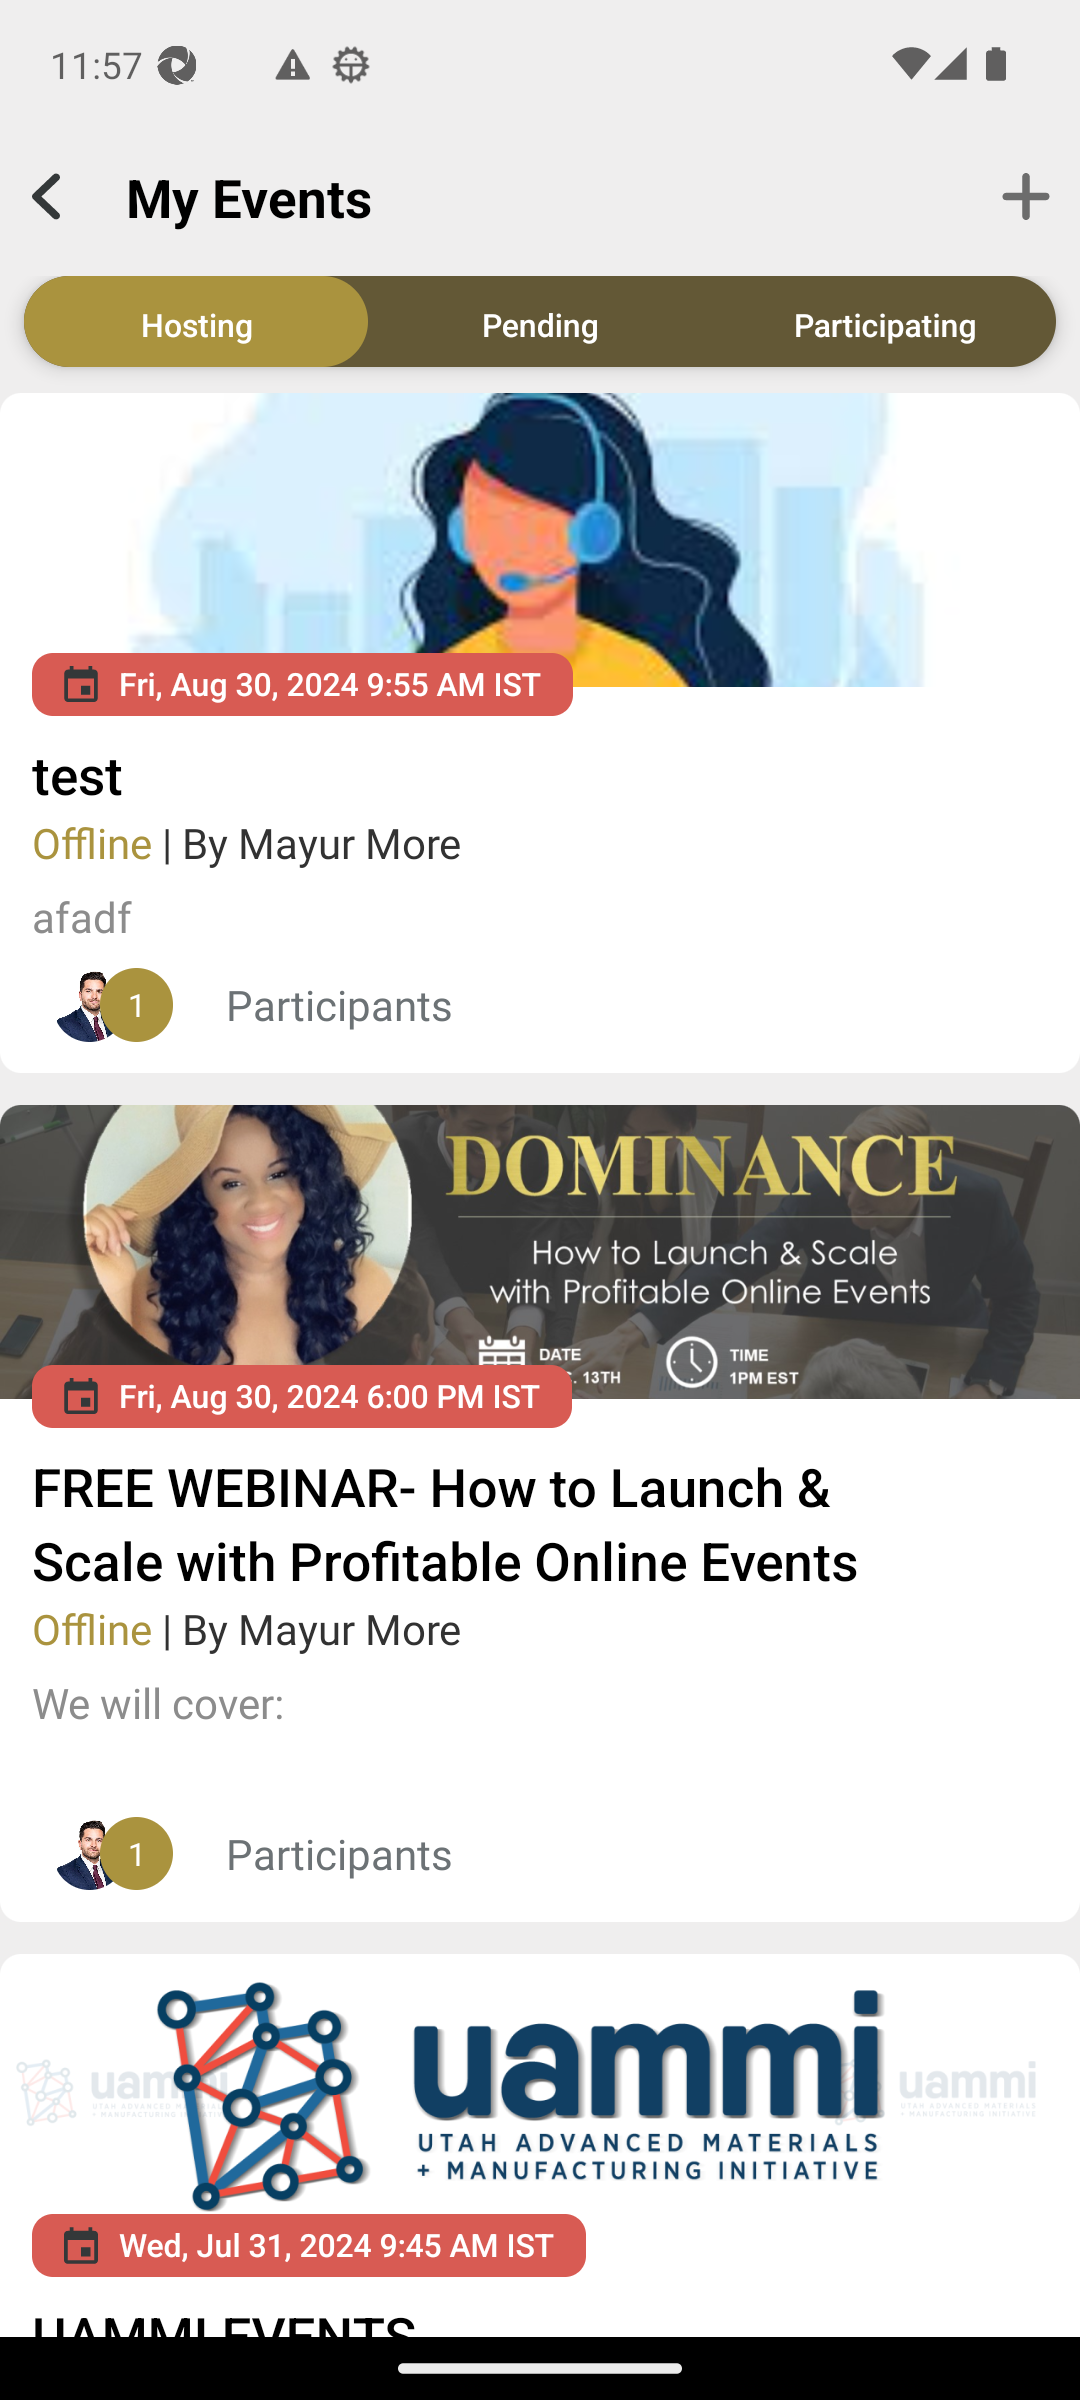 11:57
My Events
Hosting
Pending
Participating
Fri, Aug 30, 2024 9:55 AM IST
test
Offline | By Mayur More
afadf
1
Participants
DOMINANCE
How to Launch & Scale
with Profitable Online Events
DATE
. 13TH
TIME
1PM EST
Fri, Aug 30, 2024 6:00 PM IST
FREE WEBINAR- How to Launch &
Scale with Profitable Online Events
Offline | By Mayur More
We will cover:
1
Participants
uammi
UTAH ADVANCED MATERIALS
+ MANUFACTURING INITIATIVE
uammi
Wed, Jul 31, 2024 9:45 AM IST
UAMMI EVENTS